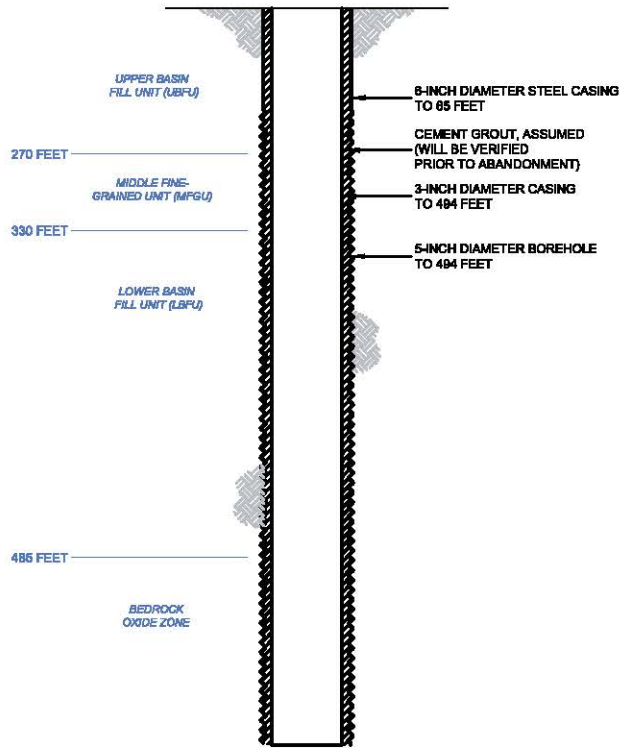 UPPER BASIN
FILL UNIT (UBFU)
270 FEET
MIDDLE FINE-
GRAINED UNIT (MFGU)
330 FEET
LOWER BASIN
FILL UNIT (LBFU)
485 FEET
BEDROCK
OXIDE ZONE
6-INCH DIAMETER STEEL CASING
TO 65 FEET
CEMENT GROUT, ASSUMED
(WILL BE VERIFIED
PRIOR TO ABANDONMENT)
3-INCH DIAMETER CASING
TO 494 FEET
5-INCH DIAMETER BOREHOLE
TO 494 FEET